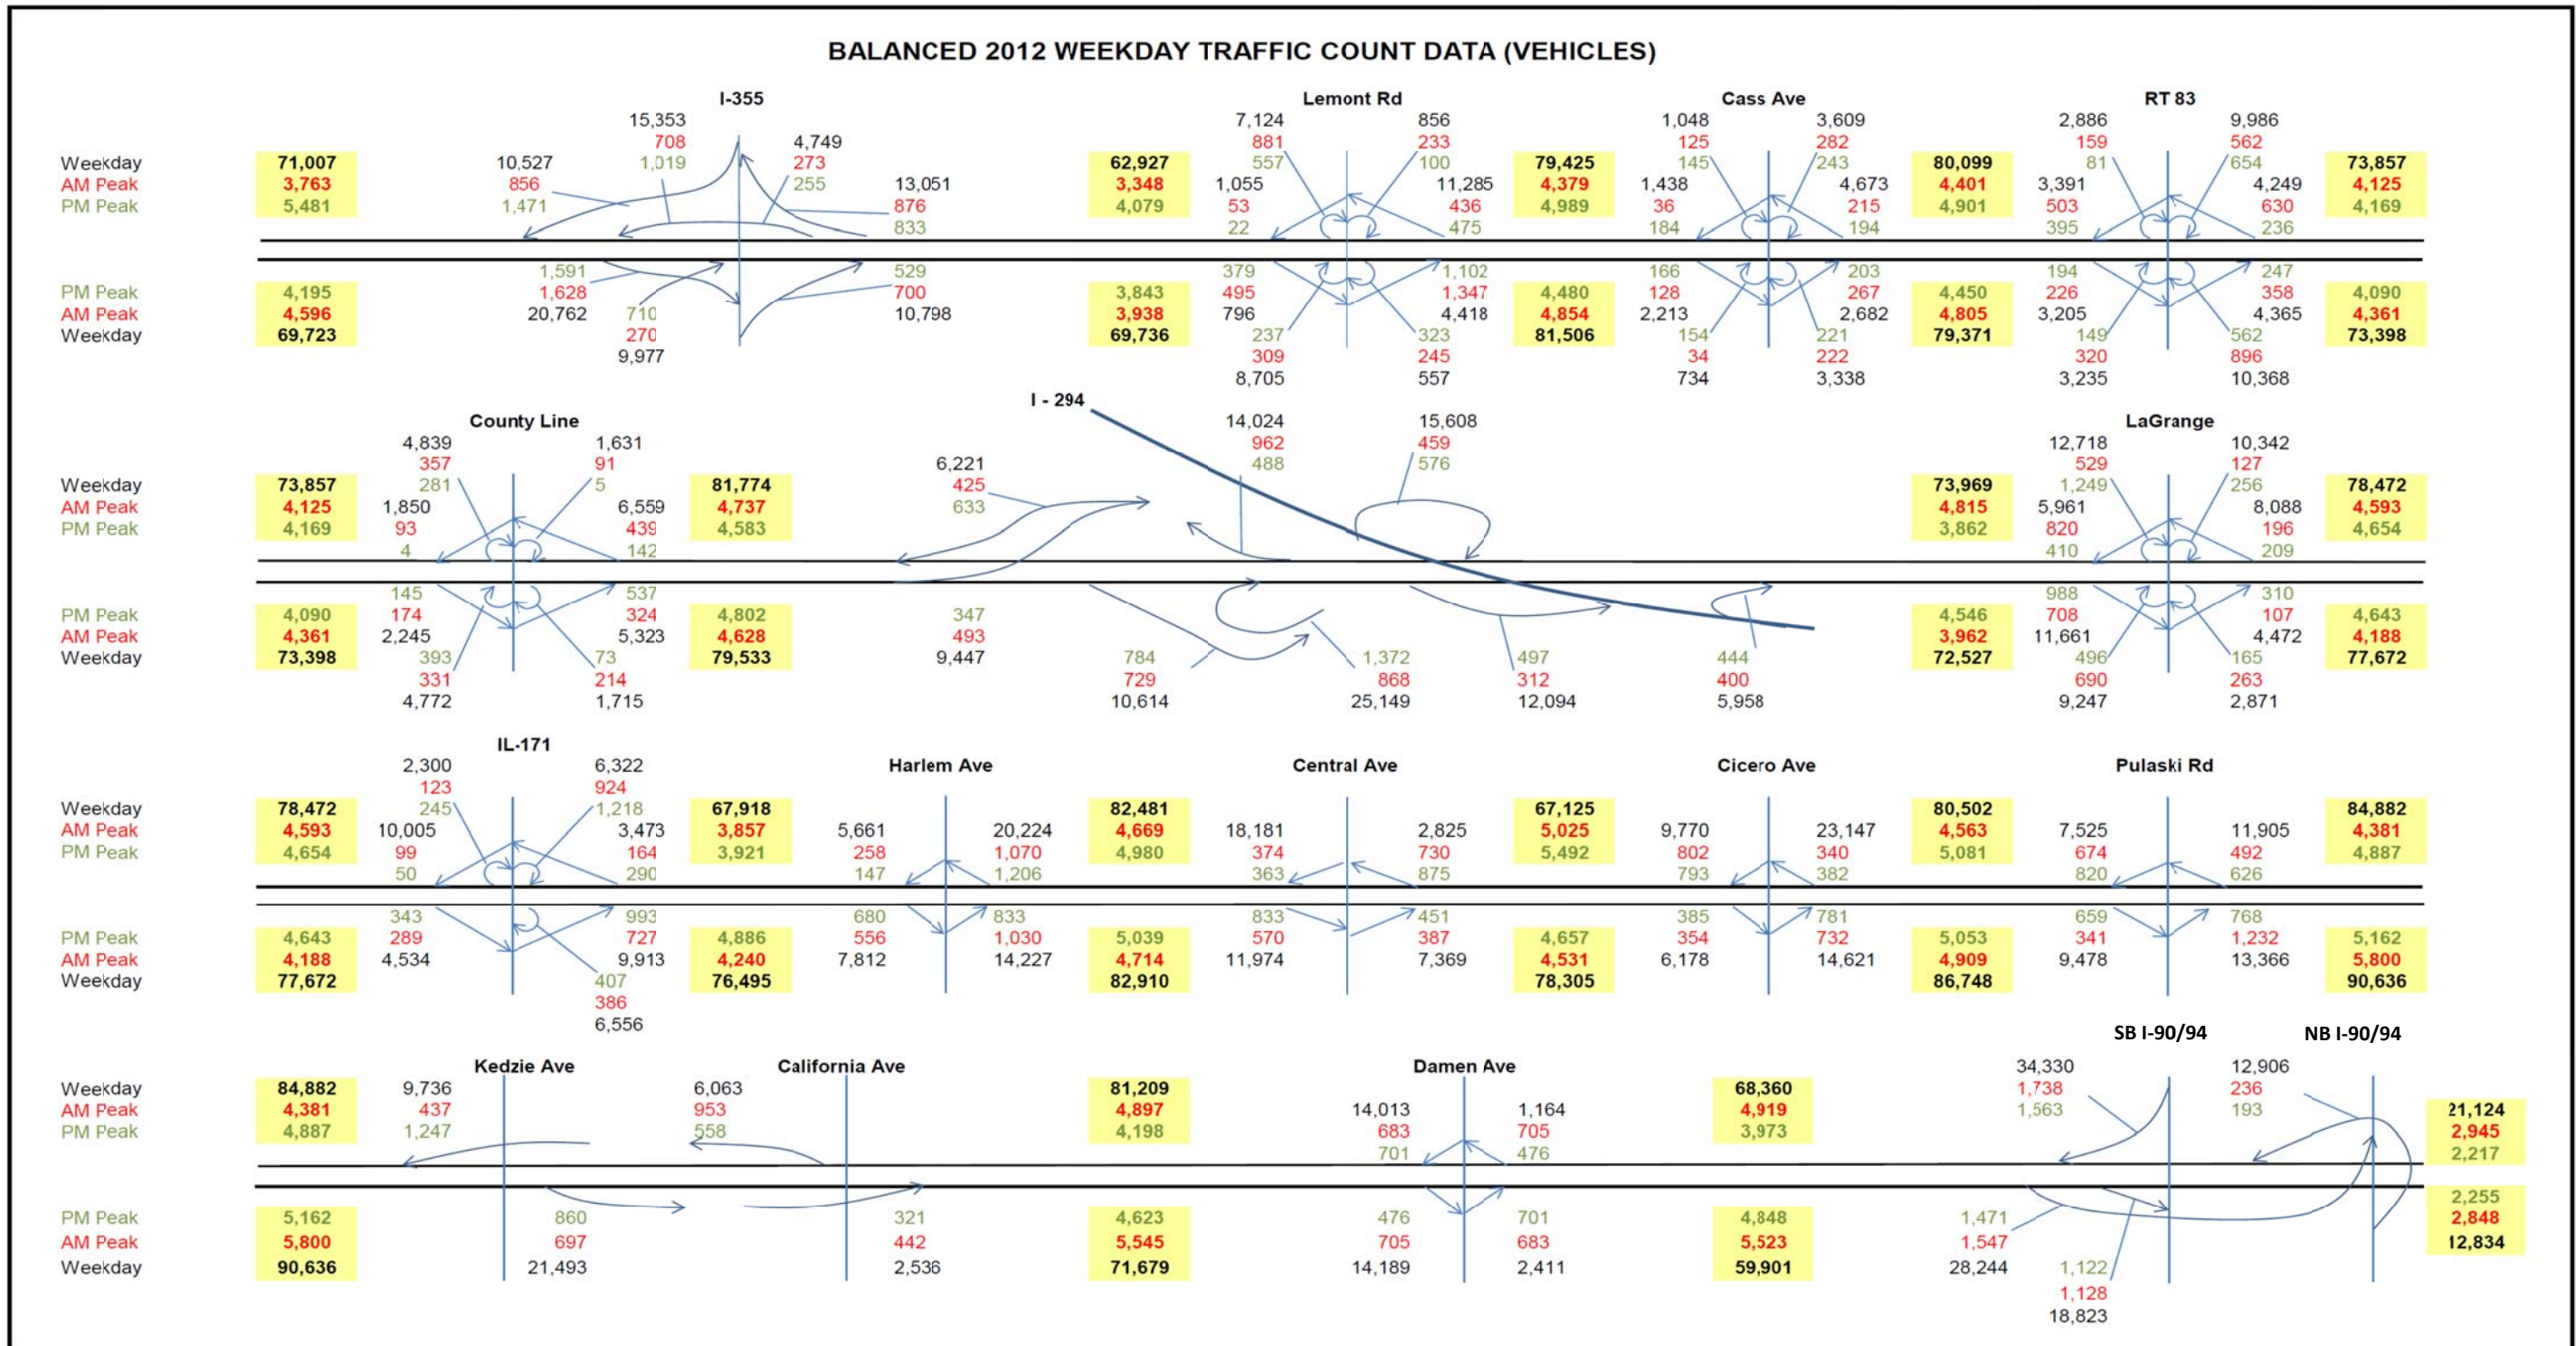 BALANCED 2012 WEEKDAY TRAFFIC COUNT DATA (VEHICLES)
I-355 Lemont Rd Cass Ave RT 83
15,353 7,124 856 1,048 3,609 2,886 9,986
708 4,749 881 233 125 282 159 562
Weekday 71,007 10,527 1,019 273 62,927 557 100 79,425 145 243 80,099 81 654 73,857
AM Peak 3,763 856 255 13,051 3,348 1,055 11,285 4,379 1,438 4,673 4,401 3,391 4,249 4,125
PM Peak 5,481 1,471 876 4,079 53 436 4,989 36 215 4,901 503 630 4,169
833 22 475 184 194 395 236
1,591 529 379 1,102 166 203 194 247
PM Peak 4,195 1,628 700 3,843 495 1,347 4,480 128 267 4,450 226 358 4,090
AM Peak 4,596 20,762 710 10,798 3,938 796 4,418 4,854 2,213 2,682 4,805 3,205 4,365 4,361
Weekday 69,723 270 69,736 237 323 81,506 154 221 79,371 149 562 73,398
9,977 309 245 34 222 320 896
8,705 557 734 3,338 3,235 10,368
I - 294
County Line 14,024 15,608 LaGrange
4,839 1,631 962 459 12,718 10,342
357 91 6,221 488 576 529 127
Weekday 73,857 281 5 81,774 425 73,969 1,249 256 78,472
AM Peak 4,125 1,850 6,559 4,737 633 4,815 5,961 8,088 4,593
PM Peak 4,169 93 439 4,583 3,862 820 196 4,654
4 142 410 209
145 537 988 310
PM Peak 4,090 174 324 4,802 347 4,546 708 107 4,643
AM Peak 4,361 2,245 5,323 4,628 493 3,962 11,661 4,472 4,188
Weekday 73,398 393 73 79,533 9,447 784 1,372 497 444 72,527 496 165 77,672
331 214 729 868 312 400 690 263
4,772 1,715 10,614 25,149 12,094 5,958 9,247 2,871
IL-171
2,300 6,322 Harlem Ave Central Ave Cicero Ave Pulaski Rd
123 924
Weekday 78,472 245 1,218 67,918 82,481 67,125 80,502 84,882
AM Peak 4,593 10,005 3,473 3,857 5,661 20,224 4,669 18,181 2,825 5,025 9,770 23,147 4,563 7,525 11,905 4,381
PM Peak 4,654 99 164 3,921 258 1,070 4,980 374 730 5,492 802 340 5,081 674 492 4,887
50 290 147 1,206 363 875 793 382 820 626
343 993 680 833 833 451 385 781 659 768
PM Peak 4,643 289 727 4,886 556 1,030 5,039 570 387 4,657 354 732 5,053 341 1,232 5,162
AM Peak 4,188 4,534 9,913 4,240 7,812 14,227 4,714 11,974 7,369 4,531 6,178 14,621 4,909 9,478 13,366 5,800
Weekday 77,672 407 76,495 82,910 78,305 86,748 90,636
386
6,556
SB I-90/94 NB I-90/94
Kedzie Ave California Ave Damen Ave 34,330 12,906
Weekday 84,882 9,736 6,063 81,209 68,360 1,738 236
AM Peak 4,381 437 953 4,897 14,013 1,164 4,919 1,563 193 21,124
PM Peak 4,887 1,247 558 4,198 683 705 3,973 2,945
701 476 2,217
2,255
PM Peak 5,162 860 321 4,623 476 701 4,848 1,471 2,848
AM Peak 5,800 697 442 5,545 705 683 5,523 1,547 12,834
Weekday 90,636 21,493 2,536 71,679 14,189 2,411 59,901 28,244 1,122
1,128
18,823